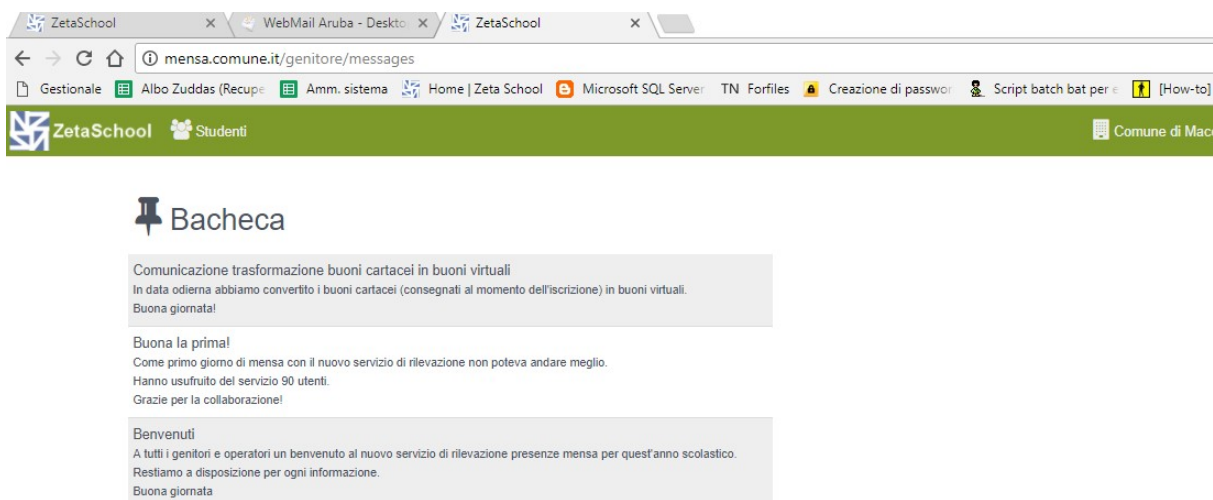 ZetaSchool
WebMail Aruba - Deskto
ZetaSchool
mensa.comune.it/genitore/messages
Gestionale Albo Zuddas (Recupe Amm. sistema Home | Zeta School Microsoft SQL Server TN Forfiles Creazione di passwor Script batch bat per e [How-to]
ZetaSchool Studenti Comune di Mac
Bacheca
Comunicazione trasformazione buoni cartacei in buoni virtuali
In data odierna abbiamo convertito i buoni cartacei (consegnati al momento dell'iscrizione) in buoni virtuali.
Buona giornata!
Buona la prima!
Come primo giorno di mensa con il nuovo servizio di rilevazione non poteva andare meglio.
Hanno usufruito del servizio 90 utenti.
Grazie per la collaborazione!
Benvenuti
A tutti i genitori e operatori un benvenuto al nuovo servizio di rilevazione presenze mensa per quest'anno scolastico.
Restiamo a disposizione per ogni informazione.
Buona giornata